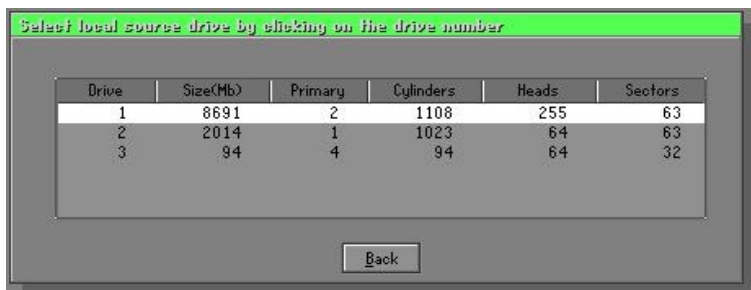 Select local source drive by clicking on the drive number
Drive Size(Mb) Primary Cylinders Heads Sectors
1 8691 2 1108 255 63
2 2014 1 1023 64 63
3 94 4 94 64 32
Back